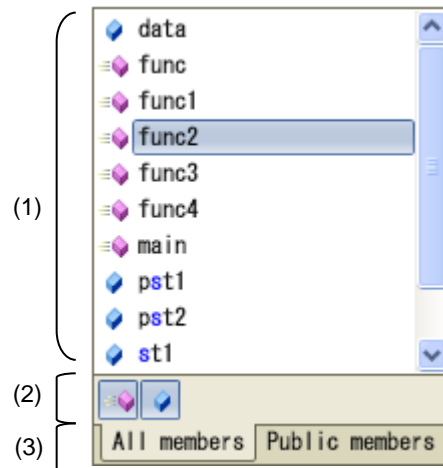 data
func
func1
func2
func3
func4
(1)
main
pst1
pst2
st1
(2)
(3)
All members Public members